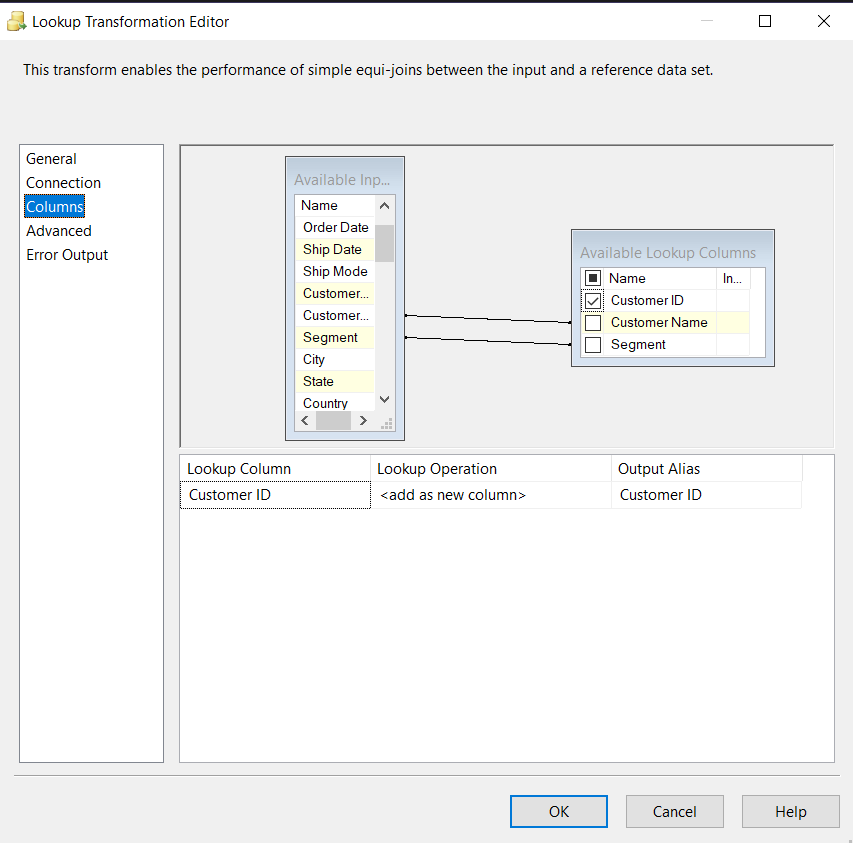 Lookup Transformation Editor
This transform enables the performance of simple equi-joins between the input and a reference data set.
General
Connection
Columns
Advanced
Error Output
Available Inp...
Name
Order Date
Ship Date
Ship Mode
Customer...
Customer...
Segment
City
State
Country
Available Lookup Columns
Name In...
Customer ID
Customer Name
Segment
Lookup Column Lookup Operation Output Alias
Customer ID <add as new column> Customer ID
OK Cancel Help